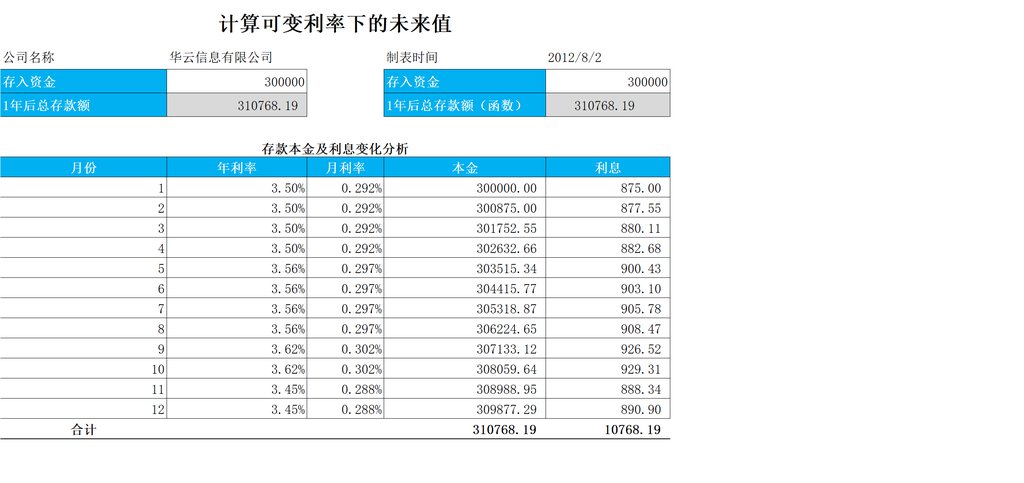 计算可变利率下的未来值
公司名称 华云信息有限公司 制表时间 2012/8/2
存入资金 300000 存入资金 300000
1年后总存款额 310768.19 1年后总存款额（函数） 310768.19
存款本金及利息变化分析
月份 年利率 月利率 本金 利息
1 3.50% 0.292% 300000.00 875.00
2 3.50% 0.292% 300875.00 877.55
3 3.50% 0.292% 301752.55 880.11
4 3.50% 0.292% 302632.66 882.68
5 3.56% 0.297% 303515.34 900.43
6 3.56% 0.297% 304415.77 903.10
7 3.56% 0.297% 305318.87 905.78
8 3.56% 0.297% 306224.65 908.47
9 3.62% 0.302% 307133.12 926.52
10 3.62% 0.302% 308059.64 929.31
11 3.45% 0.288% 308988.95 888.34
12 3.45% 0.288% 309877.29 890.90
合计 310768.19 10768.19